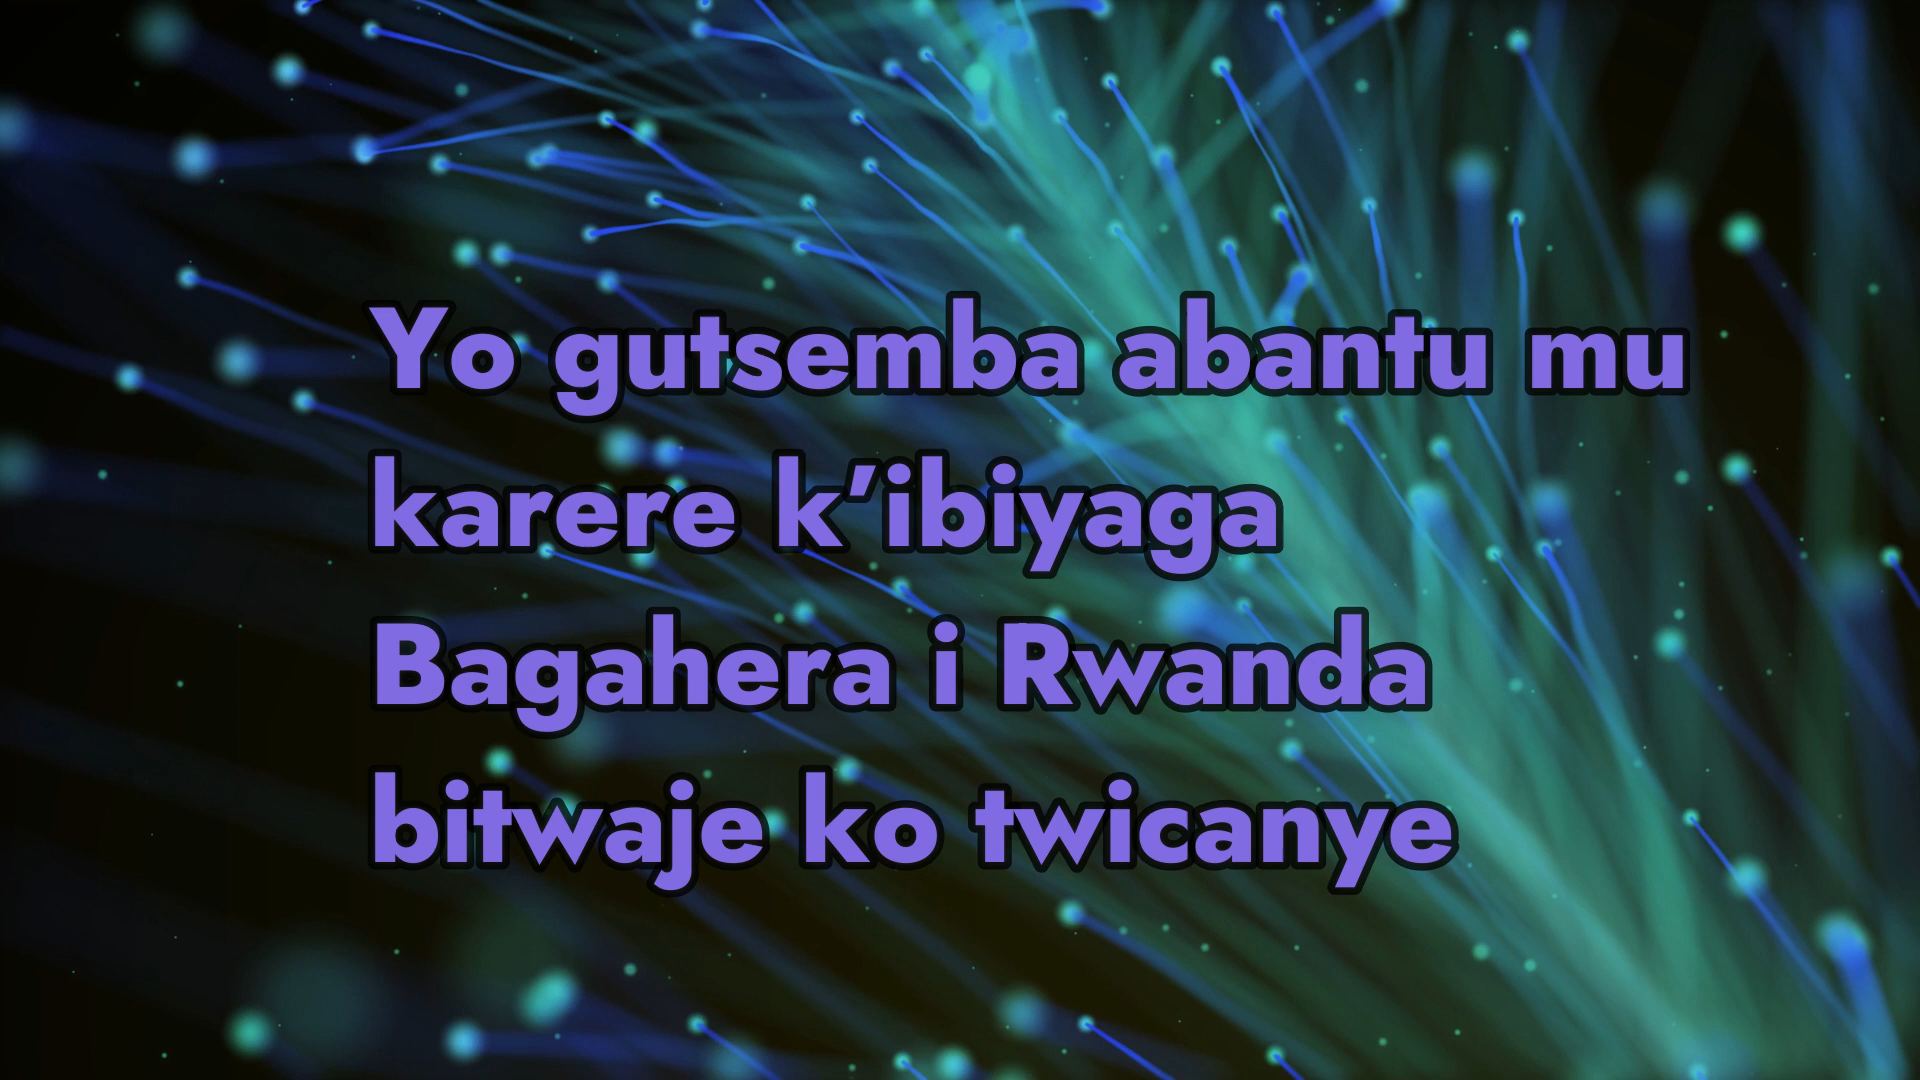 Yo gutsemba abantu mu
karere k’ibiyaga
Bagahera i Rwanda
bitwaje ko twicanye